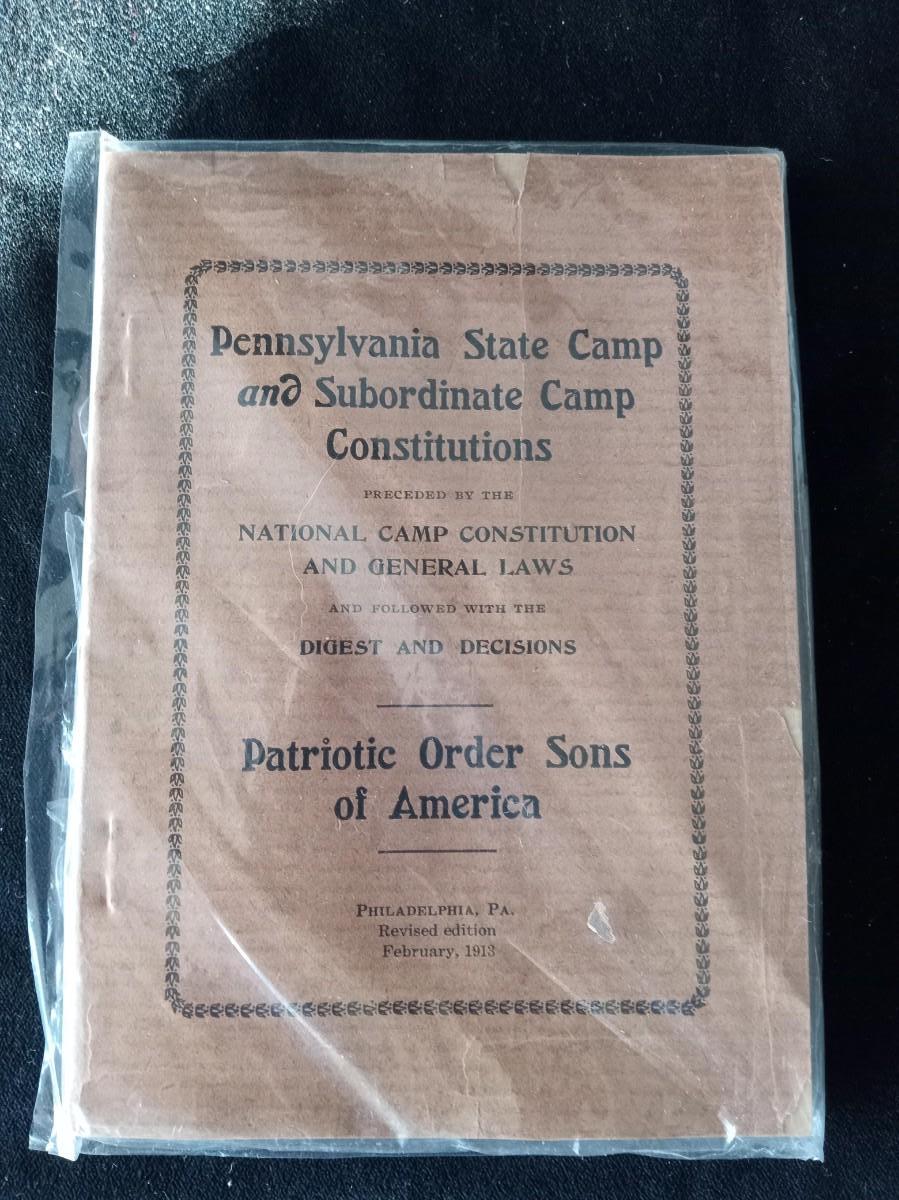 Pennsylvania State Camp
and Subordinate Camp
Constitutions
PRECEDED BY THE
NATIONAL CAMP CONSTITUTION
AND GENERAL LAWS
AND FOLLOWED WITH THE
DIGEST AND DECISIONS
Patriotic Order Sons
of America
PHILADELPHIA, PA.
Revised edition
February, 1913